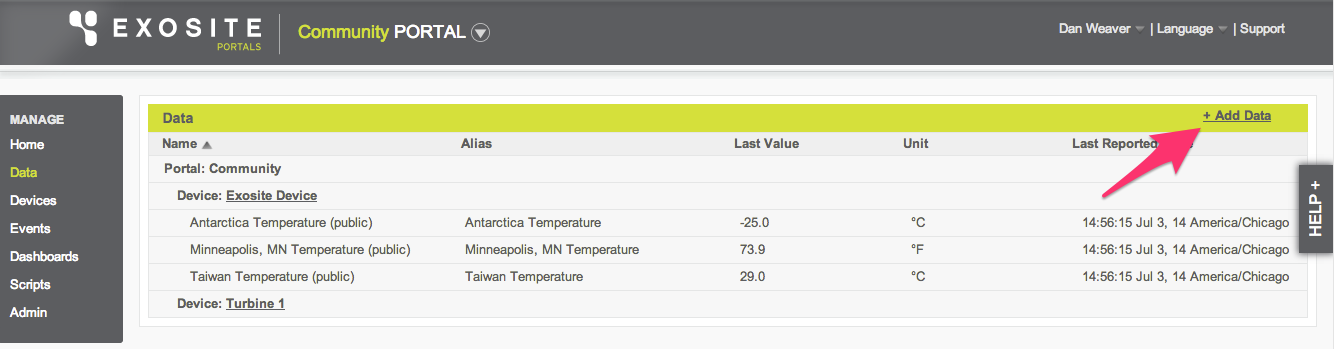 EXOSITE
PORTALS
Community PORTAL
Dan Weaver | Language | Support
MANAGE
Home
Data
Devices
Events
Dashboards
Scripts
Admin
Data + Add Data
Name Alias Last Value Unit Last Reported
Portal: Community
Device: Exosite Device
Antarctica Temperature (public) Antarctica Temperature -25.0 °C 14:56:15 Jul 3, 14 America/Chicago
Minneapolis, MN Temperature (public) Minneapolis, MN Temperature 73.9 °F 14:56:15 Jul 3, 14 America/Chicago
Taiwan Temperature (public) Taiwan Temperature 29.0 °C 14:56:15 Jul 3, 14 America/Chicago
Device: Turbine 1
HELP +